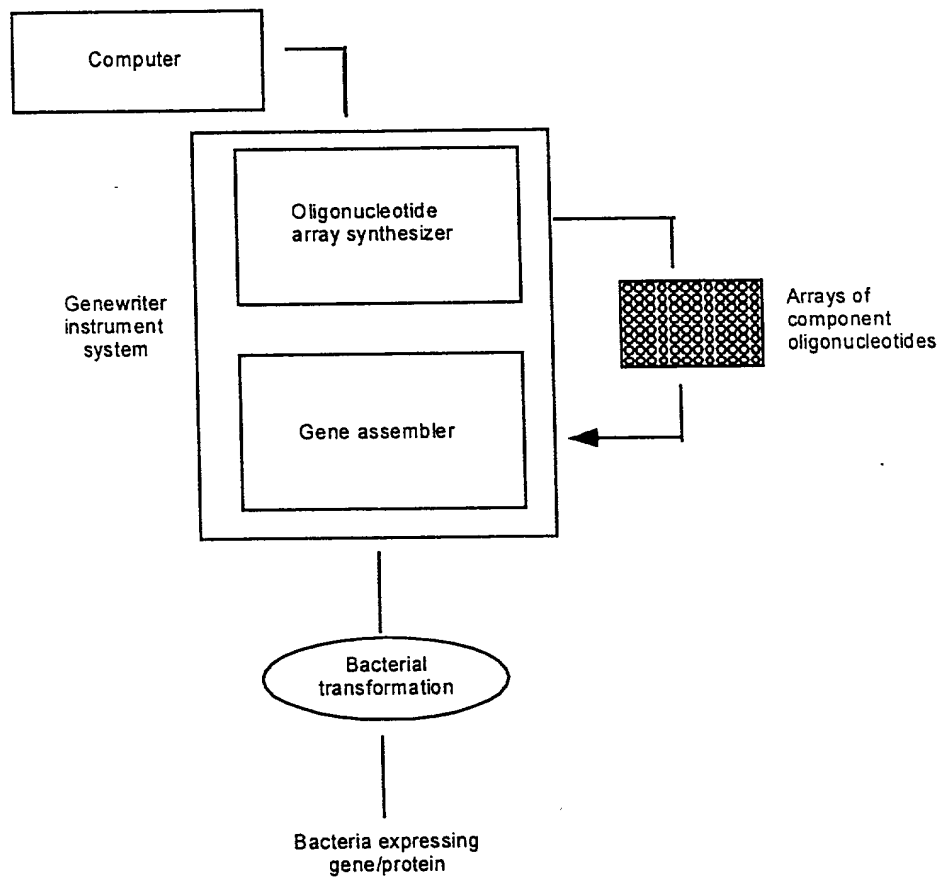 Computer
Oligonucleotide
array synthesizer
Genewriter
instrument
system
Arrays of
component
oligonucleotides
Gene assembler
Bacterial
transformation
Bacteria expressing
gene/protein